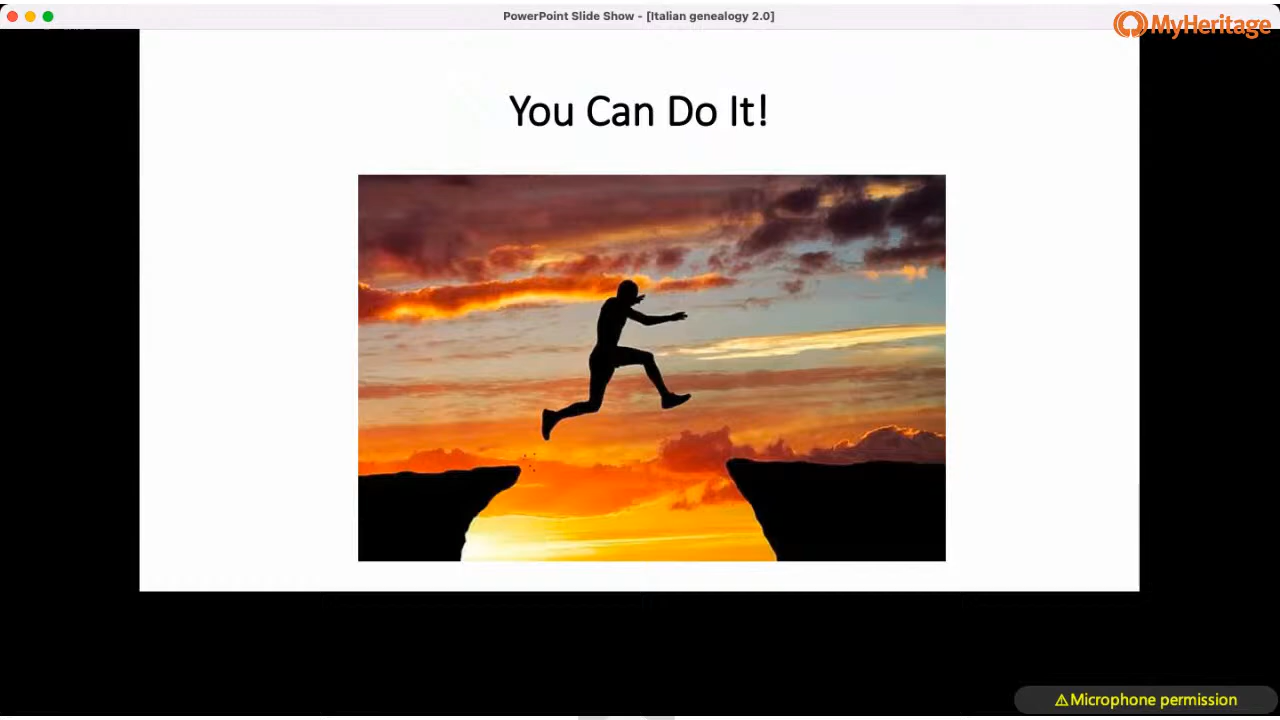 PowerPoint Slide Show - [Italian genealogy 2.0]
MyHeritage
You Can Do It!
⚠Microphone permission